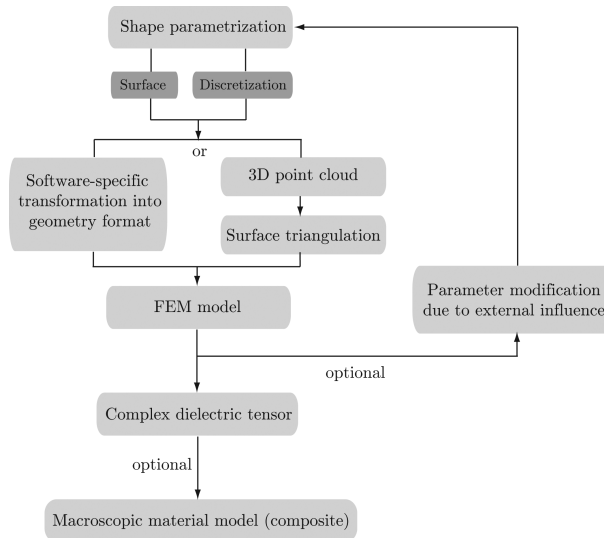 Shape parametrization
Surface
Discretization
or
Software-specific
transformation into
geometry format
3D point cloud
Surface triangulation
FEM model
Parameter modification
due to external influence
optional
Complex dielectric tensor
optional
Macroscopic material model (composite)